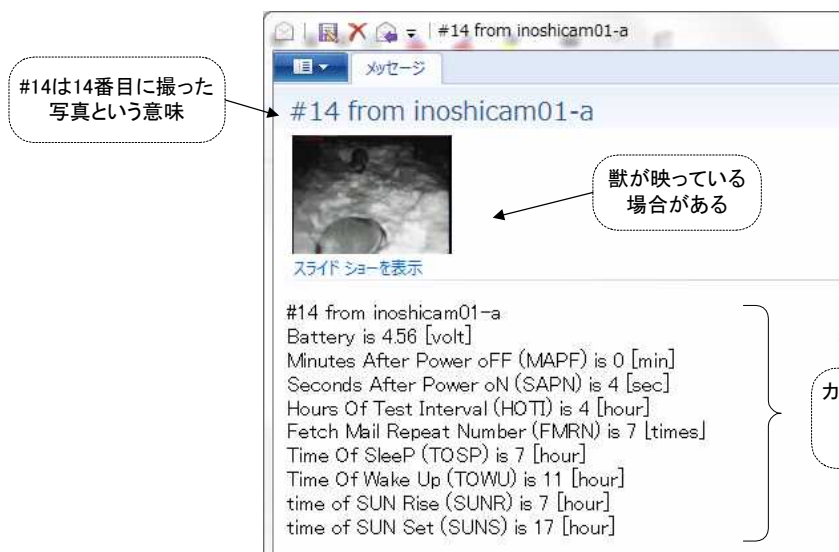 #14 from inoshicam01-a
メッセージ
#14は14番目に撮った
写真という意味
#14 from inoshicam01-a
獣が映っている
場合がある
スライド ショーを表示
#14 from inoshicam01-a
Battery is 4.56 [volt]
Minutes After Power oFF (MAPF) is 0 [min]
Seconds After Power oN (SAPN) is 4 [sec]
Hours Of Test Interval (HOTI) is 4 [hour]
Fetch Mail Repeat Number (FMRN) is 7 [times]
Time Of SleeP (TOSP) is 7 [hour]
Time Of Wake Up (TOWU) is 11 [hour]
time of SUN Rise (SUNR) is 7 [hour]
time of SUN Set (SUNS) is 17 [hour]
カ